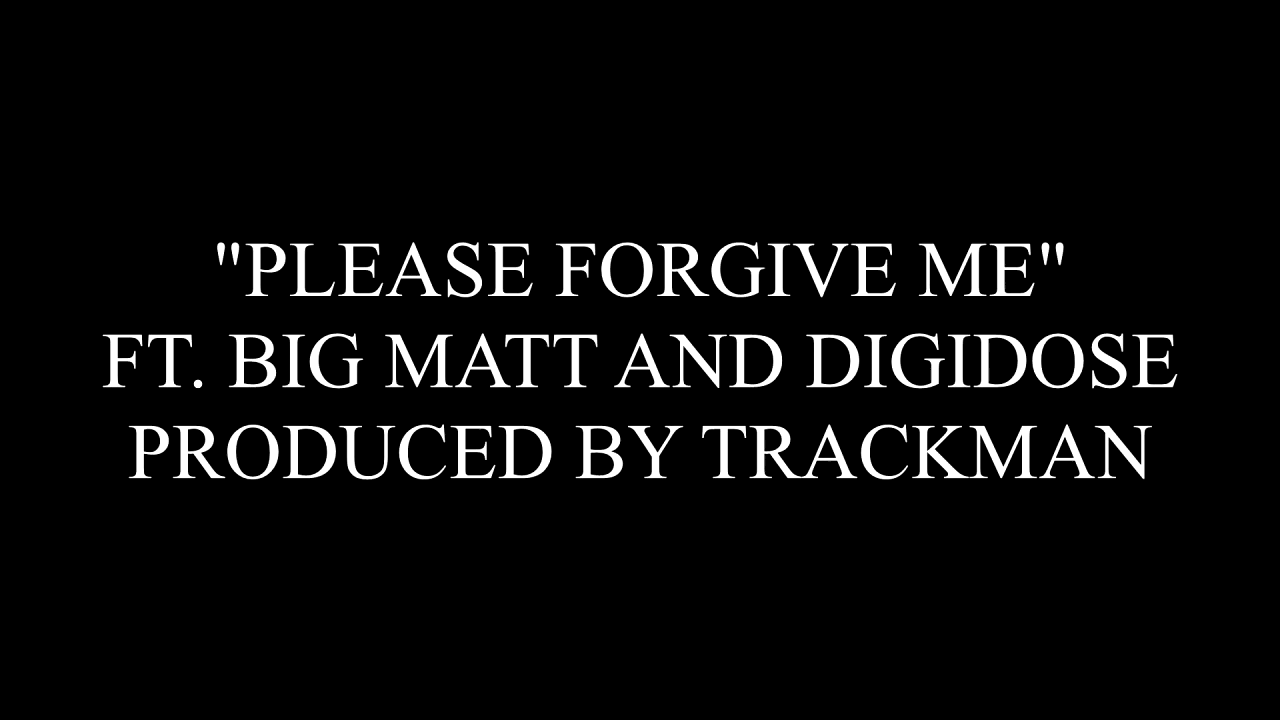 "PLEASE FORGIVE ME"
FT. BIG MATT AND DIGIDOSE
PRODUCED BY TRACKMAN